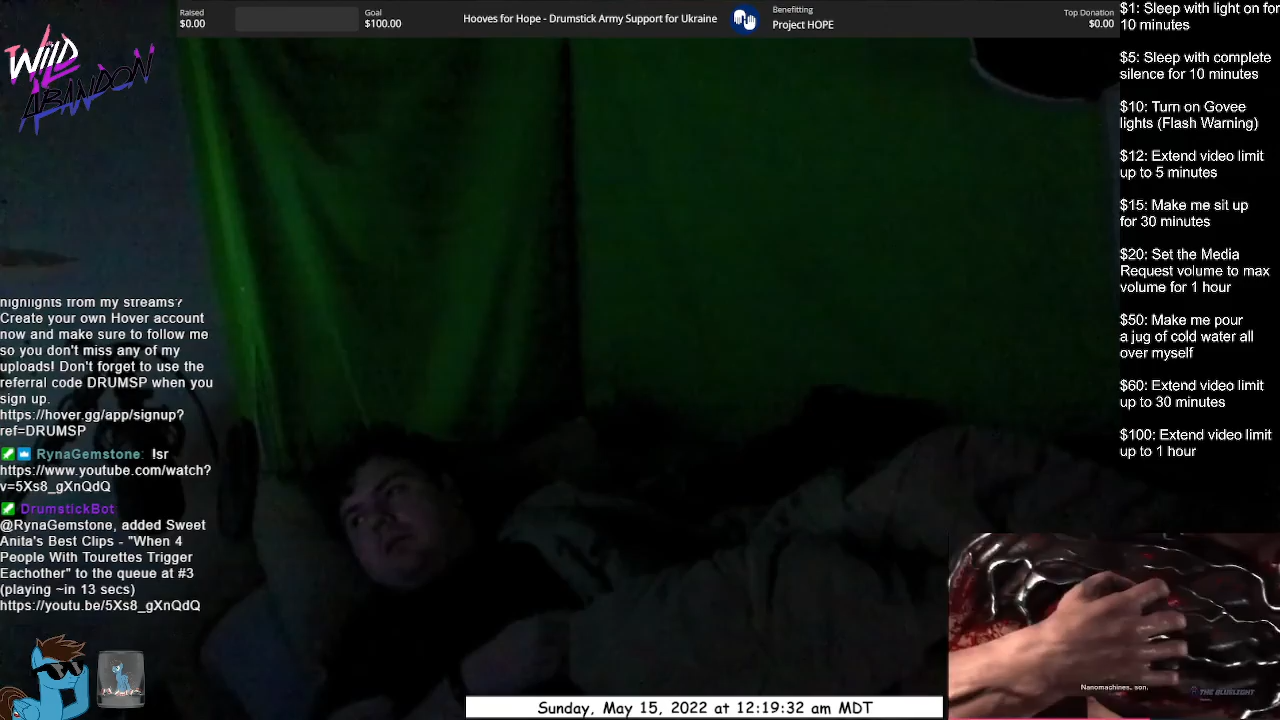 Raised
$0.00
Goal
$100.00
Hooves for Hope - Drumstick Army Support for Ukraine
Benefitting
Project HOPE
Top Donation
$0.00
WILD
ABANDON
$1: Sleep with light on for
10 minutes
$5: Sleep with complete
silence for 10 minutes
$10: Turn on Govee
lights (Flash Warning)
$12: Extend video limit
up to 5 minutes
$15: Make me sit up
for 30 minutes
$20: Set the Media
Request volume to max
volume for 1 hour
$50: Make me pour
a jug of cold water all
over myself
$60: Extend video limit
up to 30 minutes
$100: Extend video limit
up to 1 hour
highlights from my streams?
Create your own Hover account
now and make sure to follow me
so you don't miss any of my
uploads! Don't forget to use the
referral code DRUMSP when you
sign up.
https://hover.gg/app/signup?
ref=DRUMSP
RynaGemstone: !sr
https://www.youtube.com/watch?
v=5Xs8_gXnQdQ
DrumstickBot
@RynaGemstone, added Sweet
Anita's Best Clips - "When 4
People With Tourettes Trigger
Eachother" to the queue at #3
(playing ~in 13 secs)
https://youtu.be/5Xs8_gXnQdQ
Nanomachines, son.
THE BLUELIGHT
Sunday, May 15, 2022 at 12:19:32 am MDT